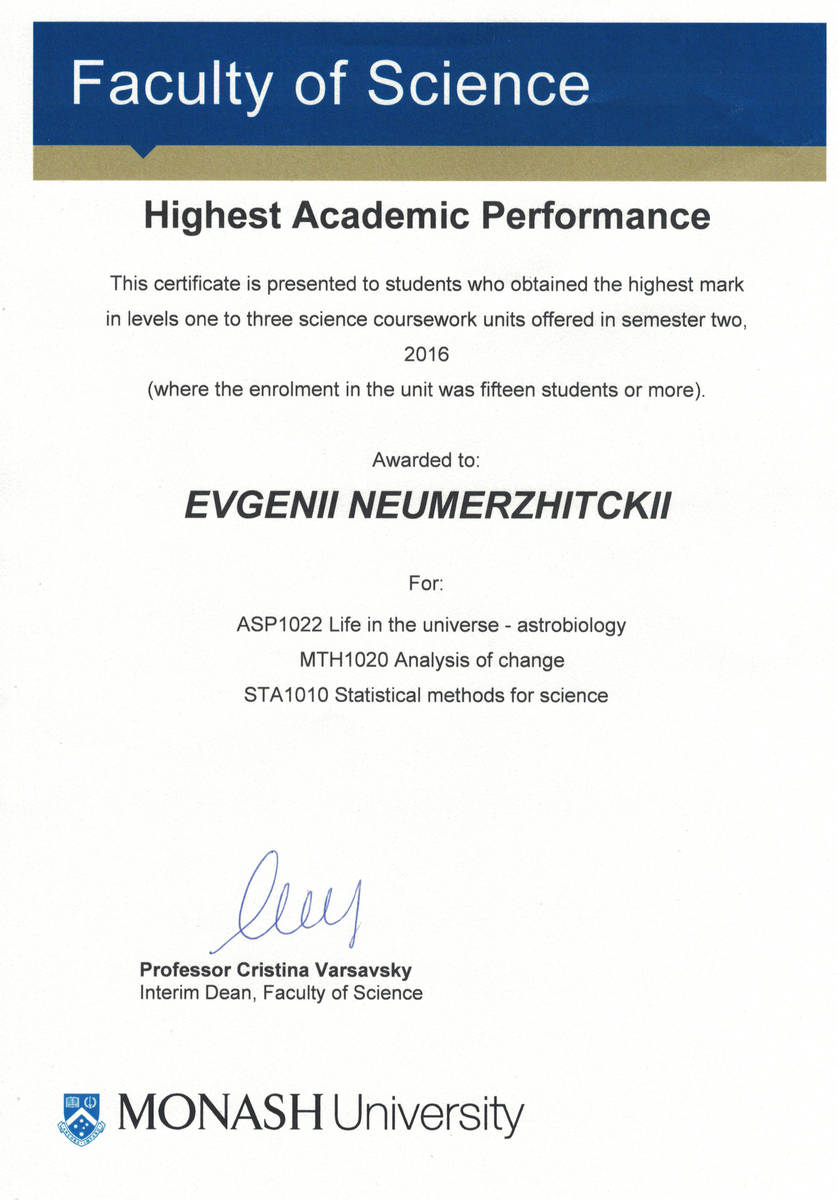 Faculty of Science
Highest Academic Performance
This certificate is presented to students who obtained the highest mark
in levels one to three science coursework units offered in semester two,
2016
(where the enrolment in the unit was fifteen students or more).
Awarded to:
EVGENII NEUMERZHITCKII
For:
ASP1022 Life in the universe - astrobiology
MTH1020 Analysis of change
STA1010 Statistical methods for science
Professor Cristina Varsavsky
Interim Dean, Faculty of Science
MONASH University